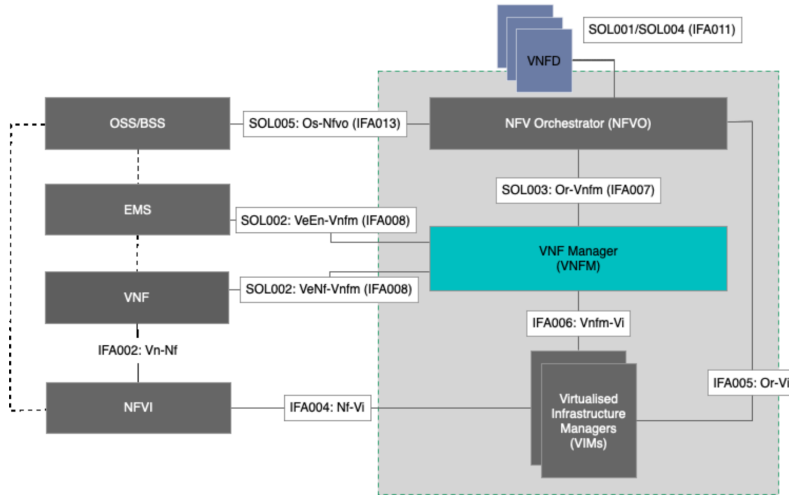 SOL001/SOL004 (IFA011)
VNFD
OSS/BSS
SOL005: Os-Nfvo (IFA013)
NFV Orchestrator (NFVO)
SOL003: Or-Vnfm (IFA007)
EMS
SOL002: VeEn-Vnfm (IFA008)
VNF Manager
(VNFM)
VNF
SOL002: VeNf-Vnfm (IFA008)
IFA006: Vnfm-Vi
IFA002: Vn-Nf
IFA005: Or-Vi
NFVI
IFA004: Nf-Vi
Virtualised
Infrastructure
Managers
(VIMs)